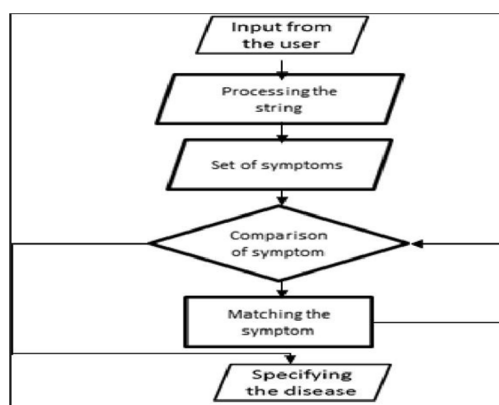 Input from
the user
Processing the
string
Set of symptoms
Comparison
of symptom
Matching the
symptom
Specifying
the disease